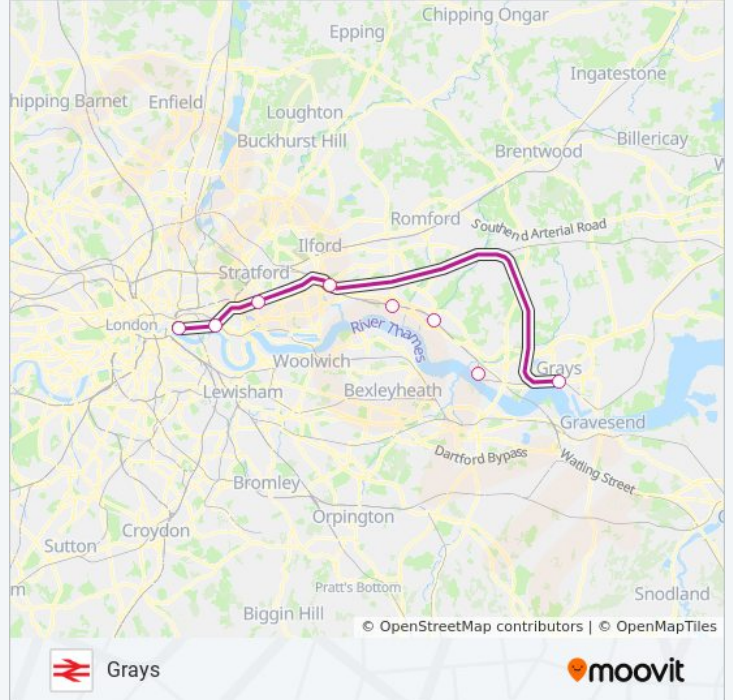 Chipping Ongar
Epping
Ingatestone
hipping Barnet
Enfield
Loughton
Buckhurst Hill
Billericay
Brentwood
W
Romford
Southend Arterial Road
Ilford
Stratford
London
River Thames
Woolwich
Grays
Lewisham
Bexleyheath
Gravesend
Dartford Bypass
Watling Street
Bromley
Orpington
Croydon
Sutton
m
Pratt's Bottom
Snodland
Biggin Hill
© OpenStreetMap contributors | © OpenMapTiles
Grays
moovit